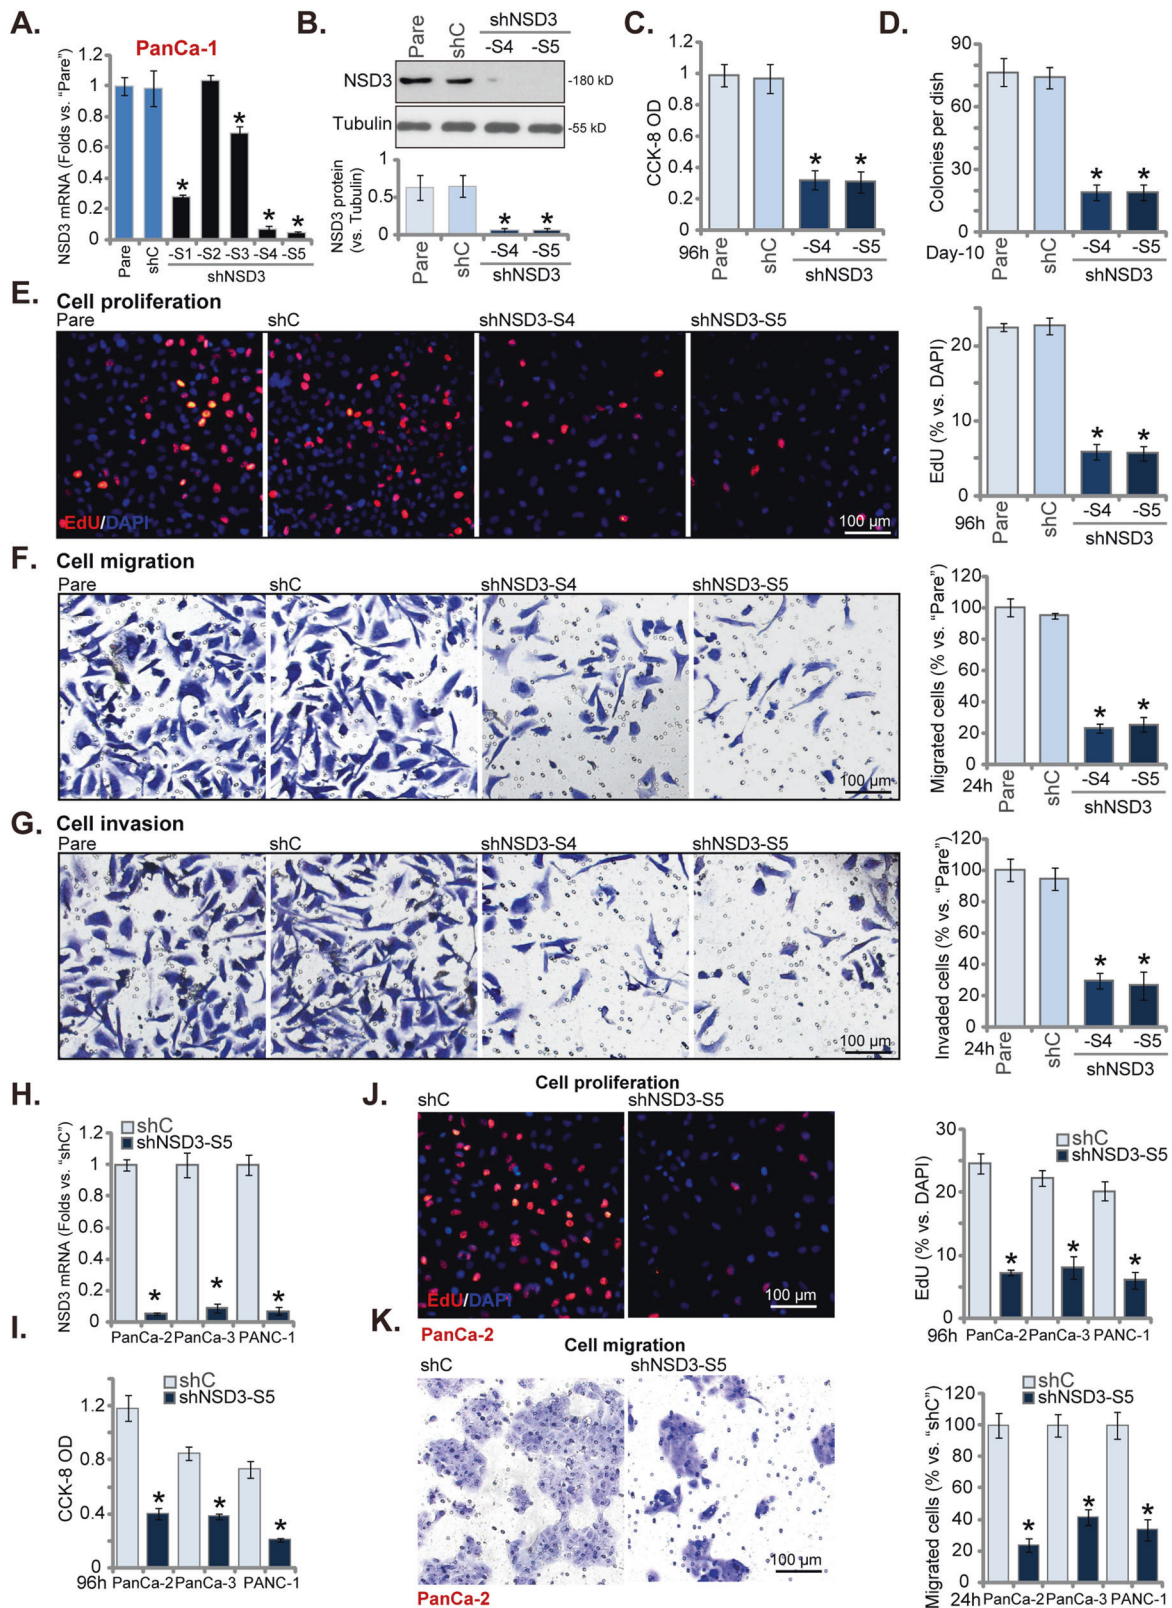 A.
PanCa-1
NSD3 mRNA (Folds vs. “Pare”)
1.2
1
0.8
0.6
0.4
0.2
0
* * * *
Pare shC -S1 -S2 -S3 -S4 -S5
shNSD3
B.
Pare shC shNSD3
-S4 -S5
NSD3 -180 kD
Tubulin -55 kD
NSD3 protein
(vs. Tubulin)
1
0.5
0
* *
Pare shC -S4 -S5
shNSD3
C.
CCK-8 OD
1.2
1
0.8
0.6
0.4
0.2
0
* *
96h Pare shC -S4 -S5
shNSD3
D.
Colonies per dish
90
60
30
0
* *
Day-10 Pare shC -S4 -S5
shNSD3
E. Cell proliferation
Pare shC shNSD3-S4 shNSD3-S5
EdU/DAPI
100 µm
EdU (% vs. DAPI)
20
10
0
* *
96h Pare shC -S4 -S5
shNSD3
F. Cell migration
Pare shC shNSD3-S4 shNSD3-S5
100 µm
Migrated cells (% vs. “Pare”)
120
100
80
60
40
20
0
* *
24h Pare shC -S4 -S5
shNSD3
G. Cell invasion
Pare shC shNSD3-S4 shNSD3-S5
100 µm
Invaded cells (% vs. “Pare”)
120
100
80
60
40
20
0
* *
24h Pare shC -S4 -S5
shNSD3
H.
shC
shNSD3-S5
NSD3 mRNA (Folds vs. “shC”)
1.2
1
0.8
0.6
0.4
0.2
0
* * *
PanCa-2 PanCa-3 PANC-1
I.
shC
shNSD3-S5
CCK-8 OD
1.2
0.8
0.4
0
* * *
96h PanCa-2 PanCa-3 PANC-1
J.
Cell proliferation
shC shNSD3-S5
EdU/DAPI
100 µm
PanCa-2
shC
shNSD3-S5
EdU (% vs. DAPI)
30
20
10
0
* * *
96h PanCa-2 PanCa-3 PANC-1
K.
Cell migration
shC shNSD3-S5
100 µm
PanCa-2
shC
shNSD3-S5
Migrated cells (% vs. “shC”)
120
100
80
60
40
20
0
* * *
24h PanCa-2 PanCa-3 PANC-1